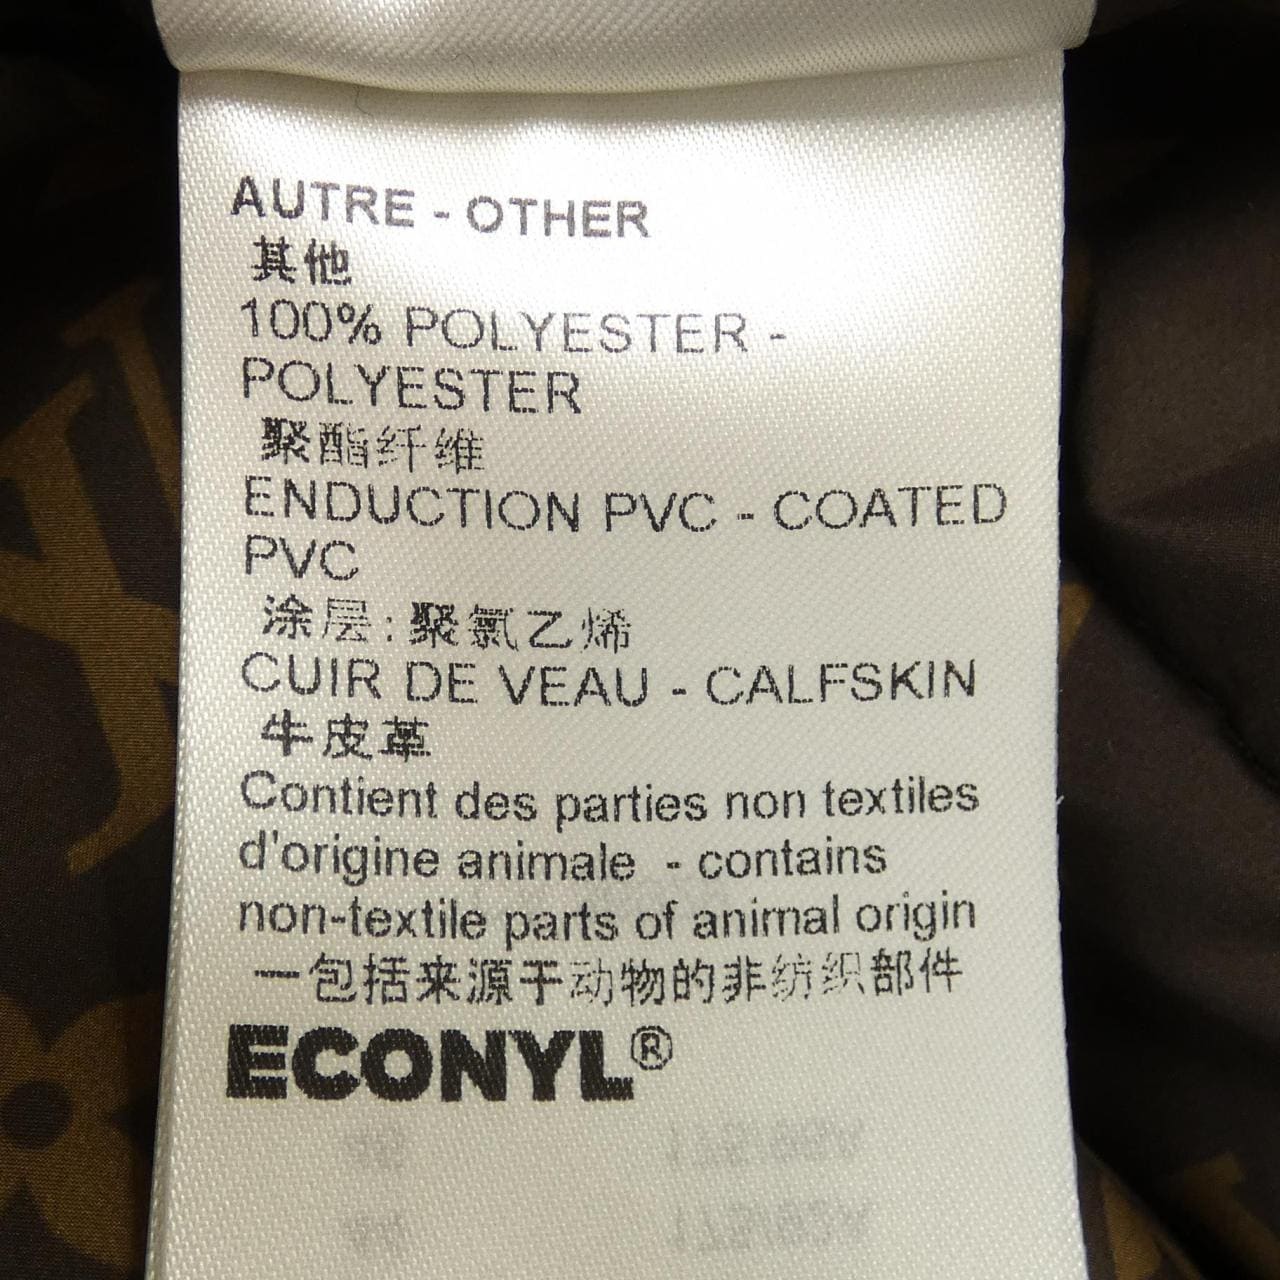 AUTRE - OTHER
其他
100% POLYESTER -
POLYESTER
聚酯纤维
ENDUCTION PVC - COATED
PVC
涂层:聚氯乙烯
CUIR DE VEAU - CALFSKIN
牛皮革
Contient des parties non textiles
d'origine animale - contains
non-textile parts of animal origin
一包括来源于动物的非纺织部件
ECONYL®